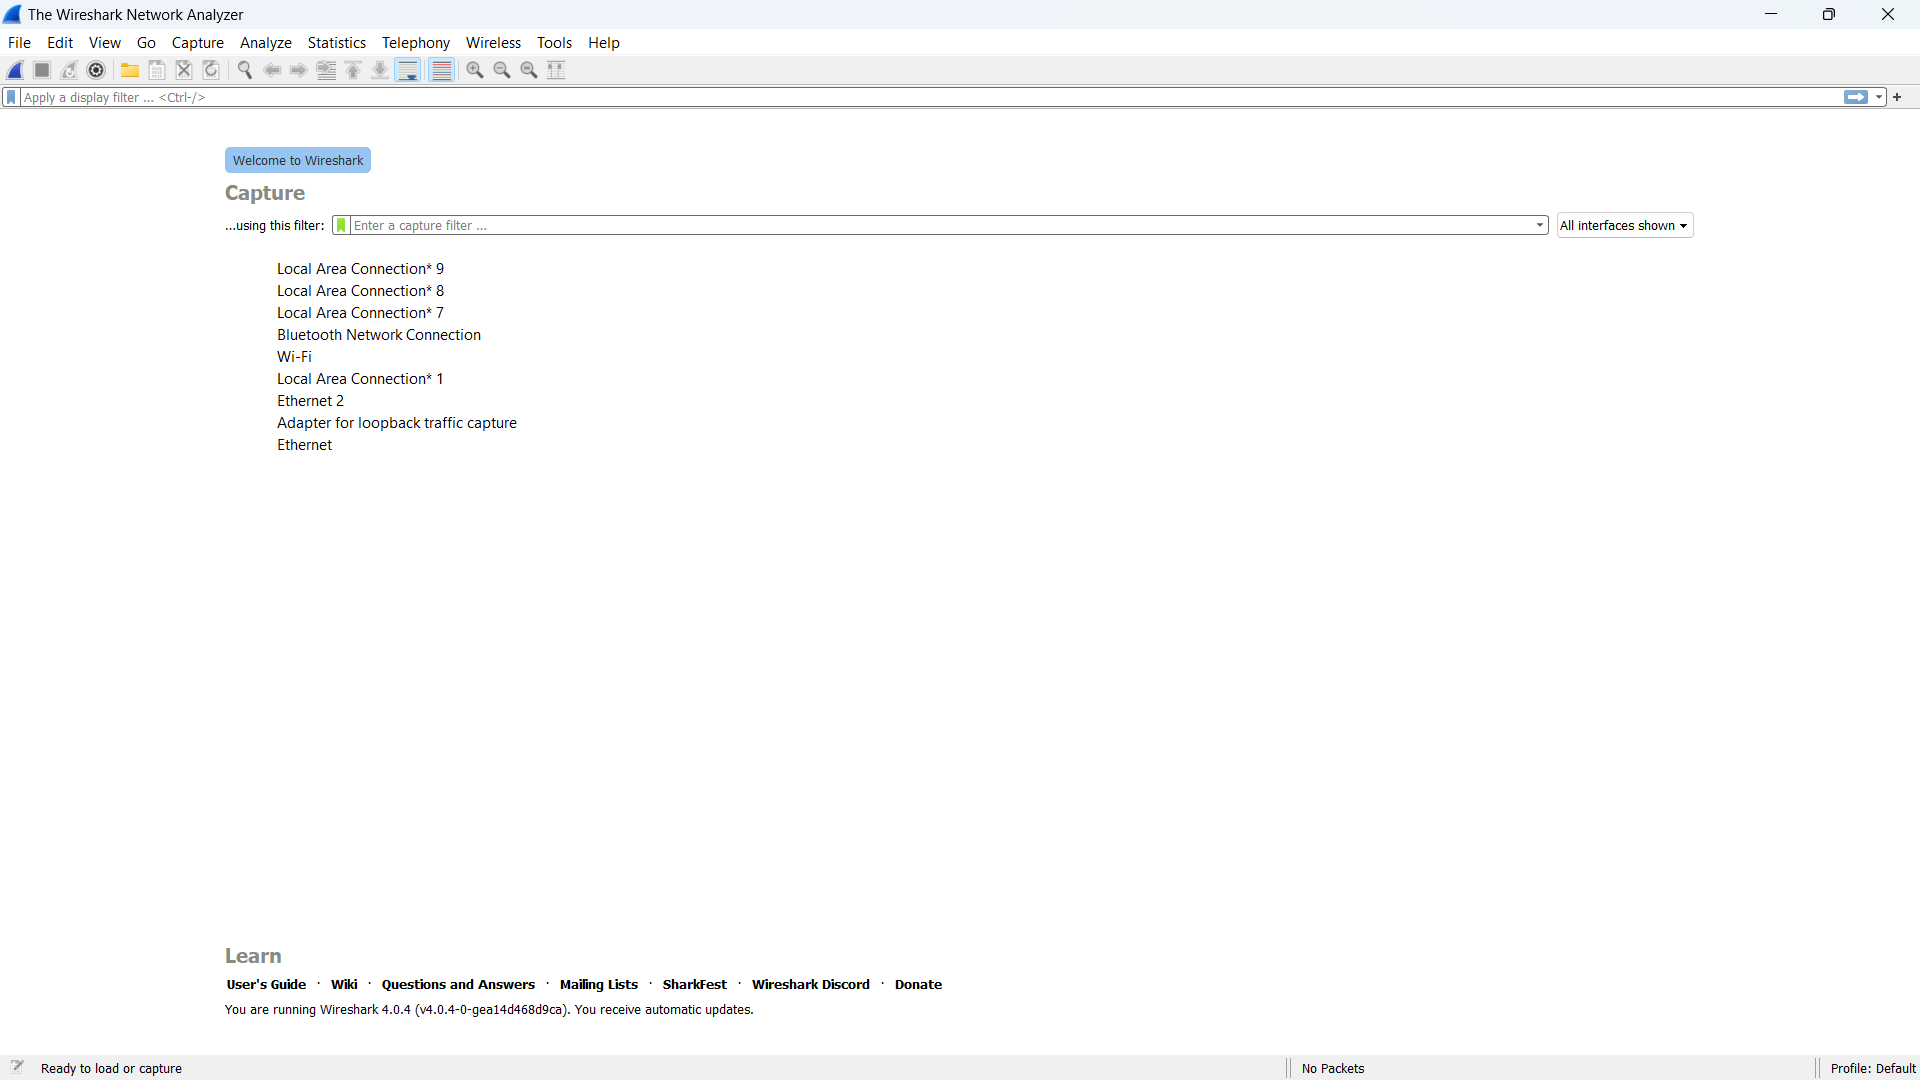 The Wireshark Network Analyzer
File Edit View Go Capture Analyze Statistics Telephony Wireless Tools Help
Apply a display filter ... <Ctrl-/>
Welcome to Wireshark
Capture
...using this filter: Enter a capture filter ... All interfaces shown
Local Area Connection* 9
Local Area Connection* 8
Local Area Connection* 7
Bluetooth Network Connection
Wi-Fi
Local Area Connection* 1
Ethernet 2
Adapter for loopback traffic capture
Ethernet
Learn
User's Guide · Wiki · Questions and Answers · Mailing Lists · SharkFest · Wireshark Discord · Donate
You are running Wireshark 4.0.4 (v4.0.4-0-gea14d468d9ca). You receive automatic updates.
Ready to load or capture No Packets Profile: Default